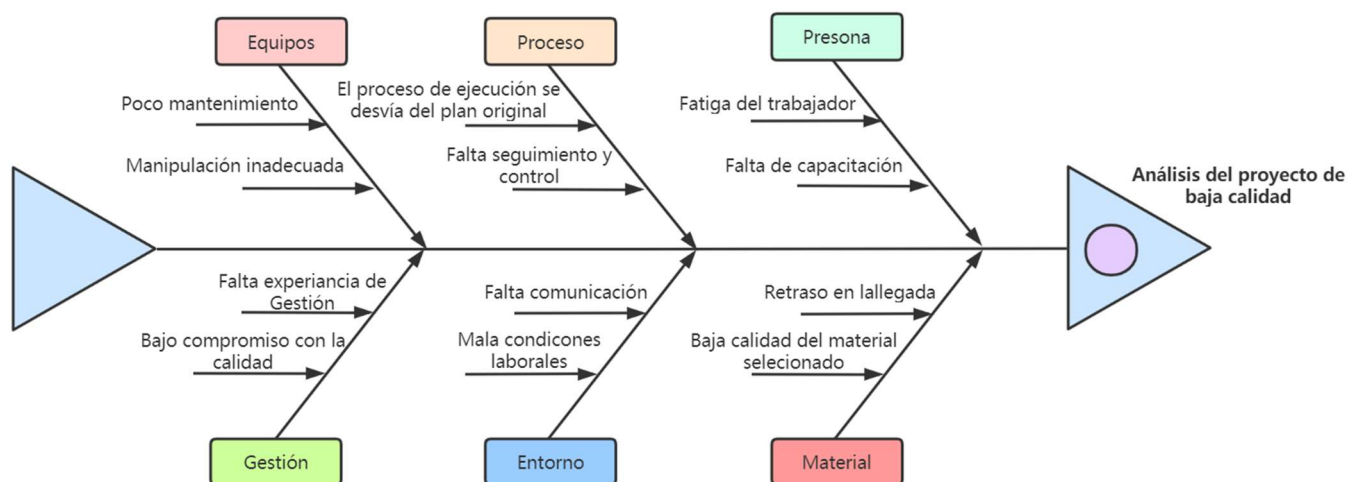 Equipos
Proceso
Presona
Poco mantenimiento
El proceso de ejecución se
desvía del plan original
Fatiga del trabajador
Manipulación inadecuada
Falta seguimiento y
control
Falta de capacitación
Análisis del proyecto de
baja calidad
Falta experiancia de
Gestión
Falta comunicación
Retraso en lallegada
Bajo compromiso con la
calidad
Mala condicones
laborales
Baja calidad del material
selecionado
Gestión
Entorno
Material